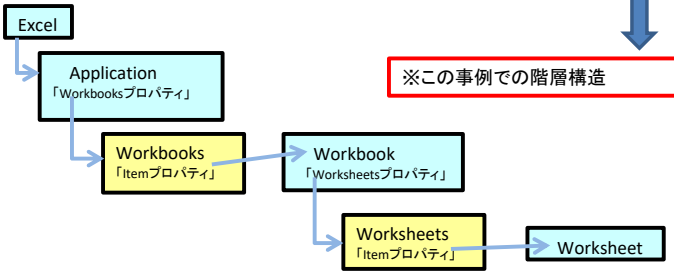 Excel
Application
「Workbooksプロパティ」
※この事例での階層構造
Workbooks
「Itemプロパティ」
Workbook
「Worksheetsプロパティ」
Worksheets
「Itemプロパティ」
Worksheet